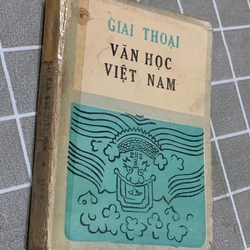 GIAI THOẠI
VĂN HỌC
VIỆT NAM